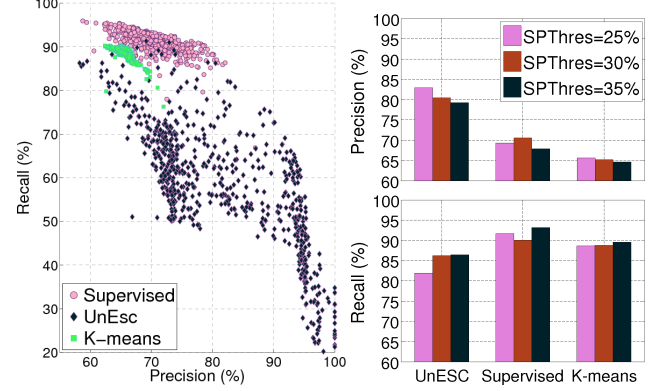 100
90
80
70
60
50
40
30
20
Recall (%)
60
70
80
90
100
Precision (%)
Supervised
UnEsc
K-means
100
95
90
85
80
75
70
65
60
Precision (%)
SPThres=25%
SPThres=30%
SPThres=35%
100
95
90
85
80
75
70
65
60
Recall (%)
UnESC
Supervised
K-means